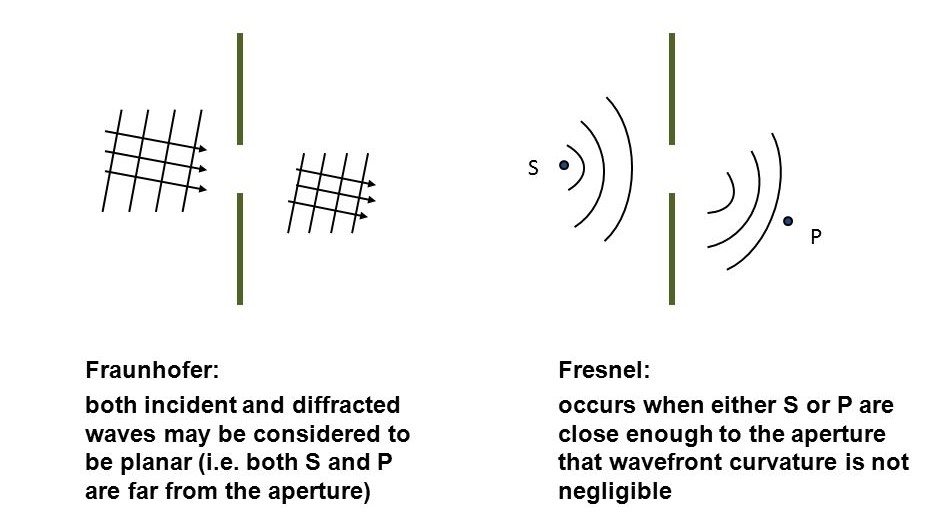 S
P
Fraunhofer:
both incident and diffracted
waves may be considered to
be planar (i.e. both S and P
are far from the aperture)
Fresnel:
occurs when either S or P are
close enough to the aperture
that wavefront curvature is not
negligible